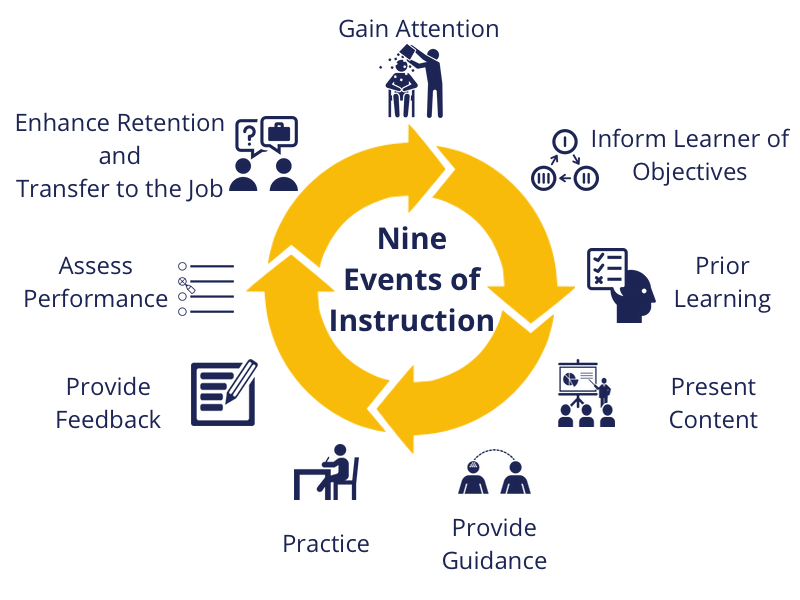 Gain Attention
Inform Learner of
Objectives
Prior
Learning
Present
Content
Provide
Guidance
Practice
Provide
Feedback
Assess
Performance
Enhance Retention
and
Transfer to the Job
?
I
III
II
Nine
Events of
Instruction